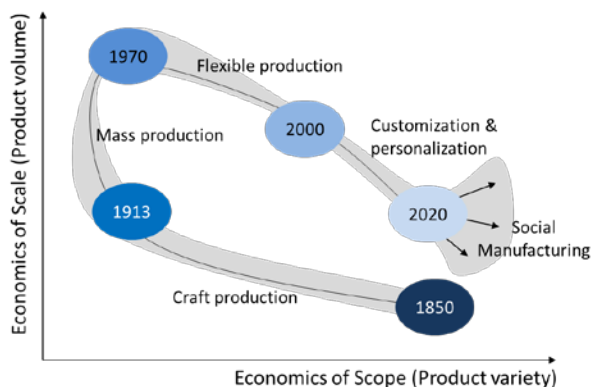 1970
Flexible production
Mass production
2000
Customization &
personalization
1913
2020
Social
Manufacturing
Craft production
1850
Economics of Scale (Product volume)
Economics of Scope (Product variety)